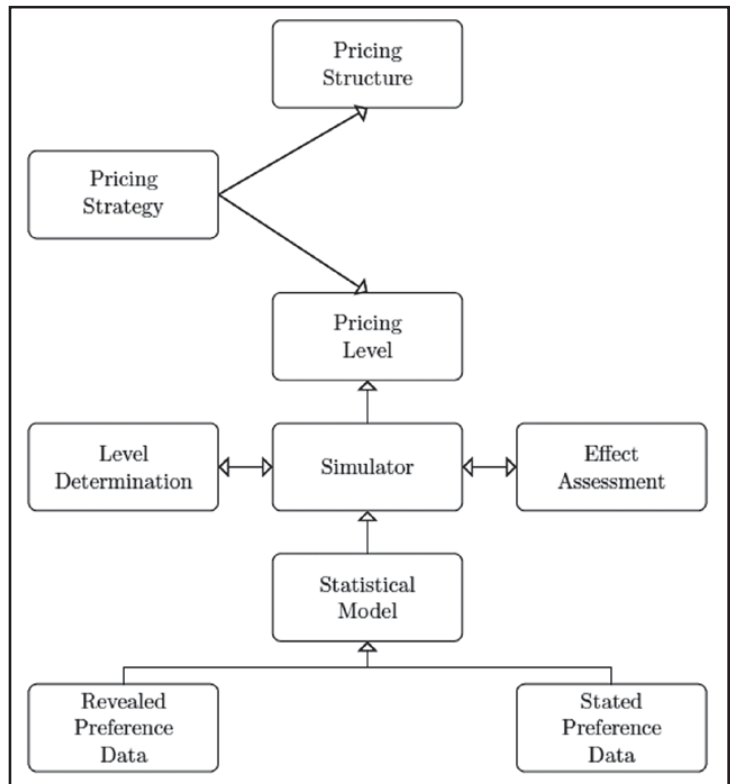 Pricing
Structure
Pricing
Strategy
Pricing
Level
Level
Determination
Simulator
Effect
Assessment
Statistical
Model
Revealed
Preference
Data
Stated
Preference
Data